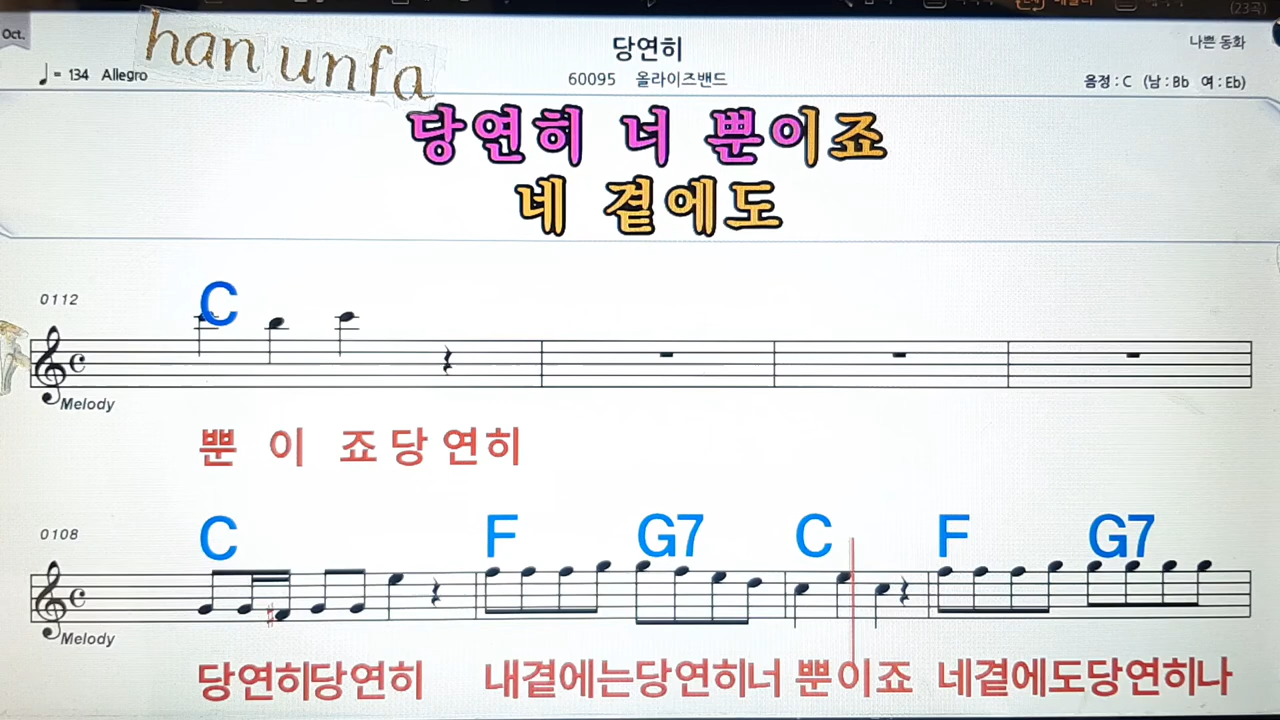 (23곡)
Oct.
han unfa
당연히
나쁜 동화
♩ = 134 Allegro
60095 올라이즈밴드
음정 : C (남 : Bb 여 : Eb)
당연히 너 뿐이죠
네 곁에도
0112
C
Melody
뿐 이 죠 당 연히
0108
C F G7 C F G7
Melody
당연히당연히 내곁에는당연히너 뿐이죠 네곁에도당연히나